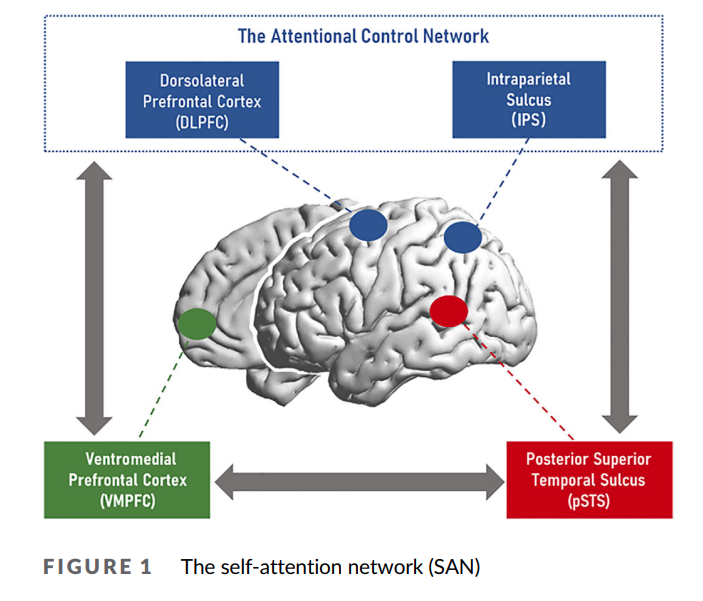 The Attentional Control Network
Dorsolateral
Prefrontal Cortex
(DLPFC)
Intraparietal
Sulcus
(IPS)
Ventromedial
Prefrontal Cortex
(VMPFC)
Posterior Superior
Temporal Sulcus
(pSTS)
FIGURE 1 The self-attention network (SAN)